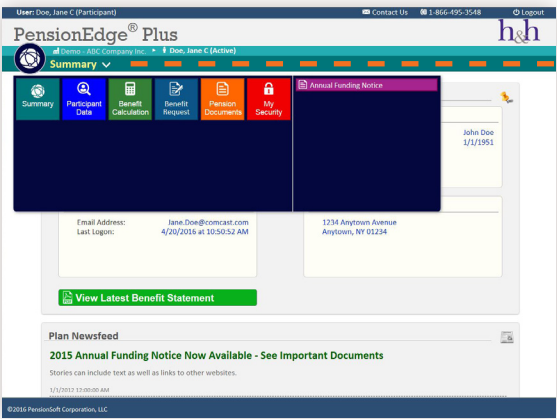 User: Doe, Jane C (Participant)
Contact Us
1-866-495-3548
Logout
PensionEdge® Plus
h&h
Demo - ABC Company Inc.
Doe, Jane C (Active)
Summary
Summary
Participant
Data
Benefit
Calculation
Benefit
Request
Pension
Documents
My
Security
Annual Funding Notice
John Doe
1/1/1951
Email Address: Jane.Doe@comcast.com
Last Logon: 4/20/2016 at 10:50:52 AM
1234 Anytown Avenue
Anytown, NY 01234
View Latest Benefit Statement
Plan Newsfeed
2015 Annual Funding Notice Now Available - See Important Documents
Stories can include text as well as links to other websites.
1/1/2012 12:00:00 AM
©2016 PensionSoft Corporation, LLC